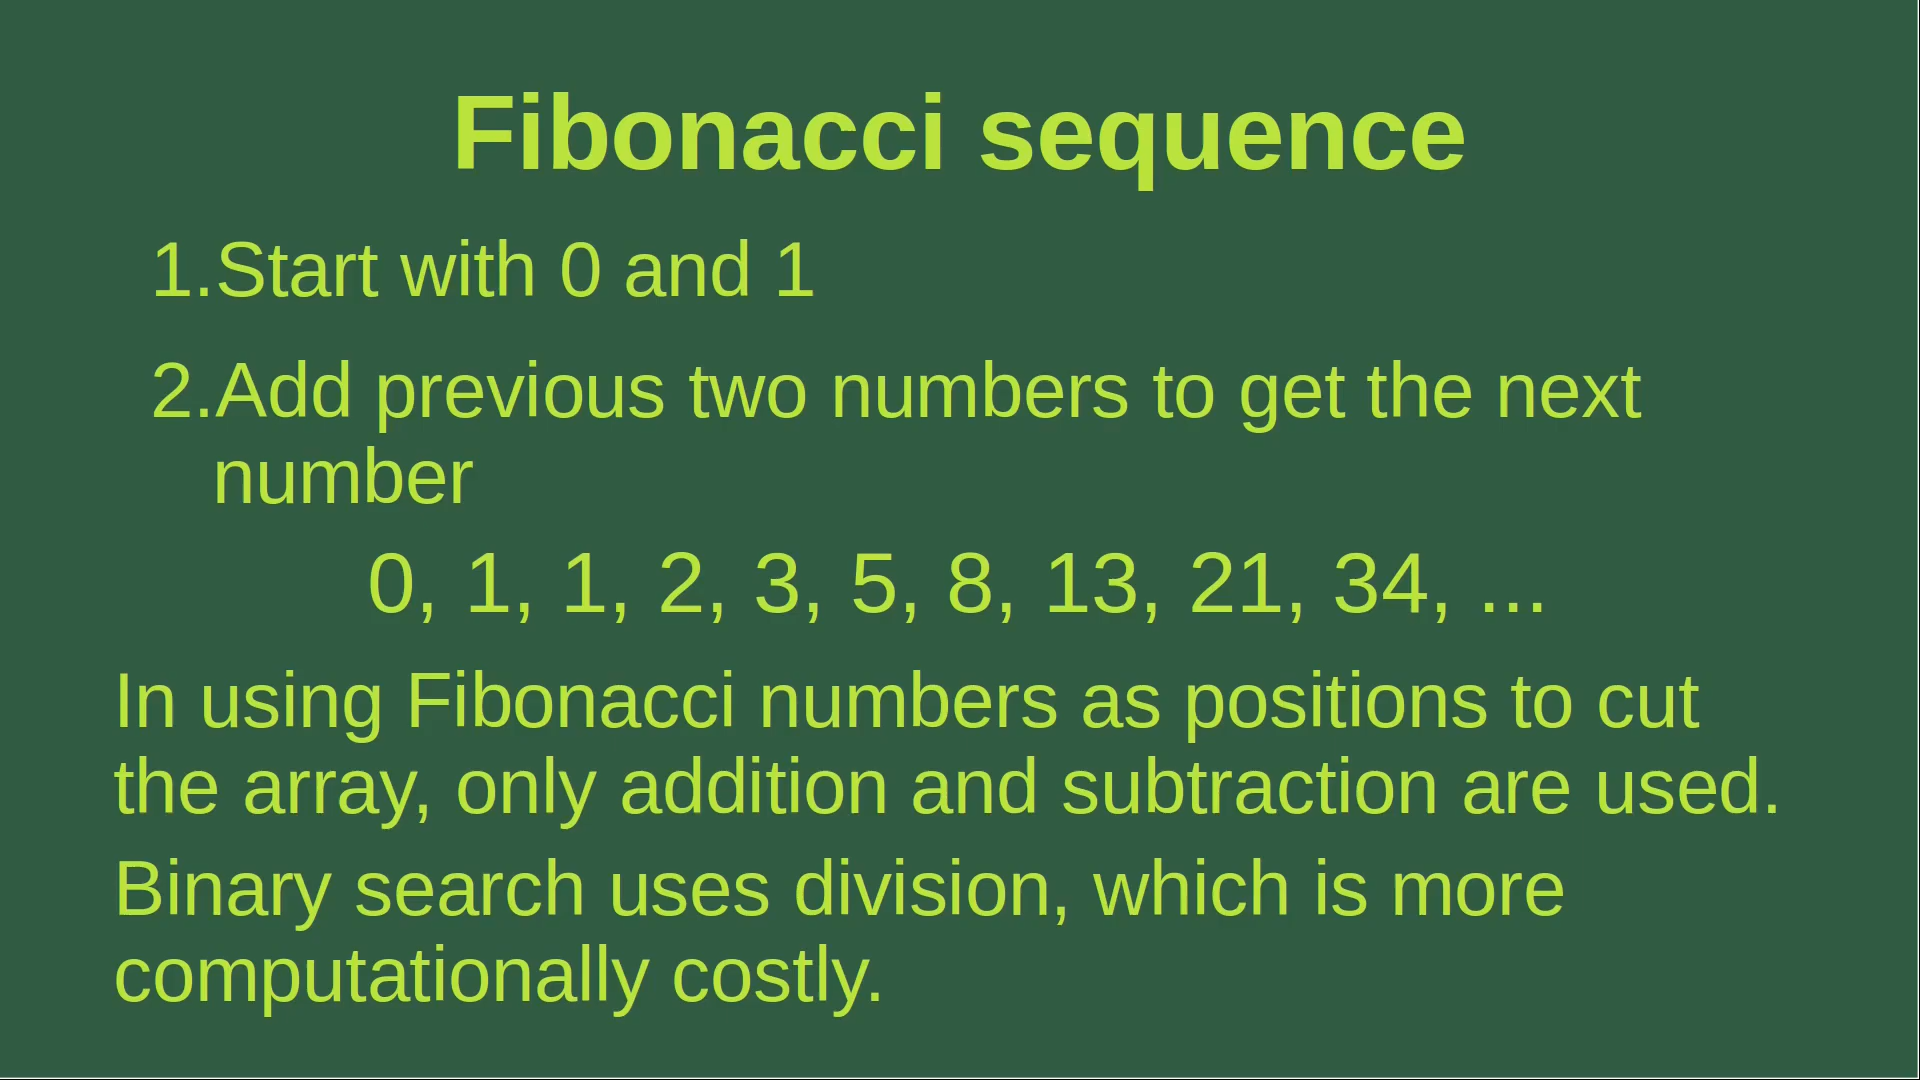 Fibonacci sequence
1.Start with 0 and 1
2.Add previous two numbers to get the next
number
0, 1, 1, 2, 3, 5, 8, 13, 21, 34, ...
In using Fibonacci numbers as positions to cut
the array, only addition and subtraction are used.
Binary search uses division, which is more
computationally costly.